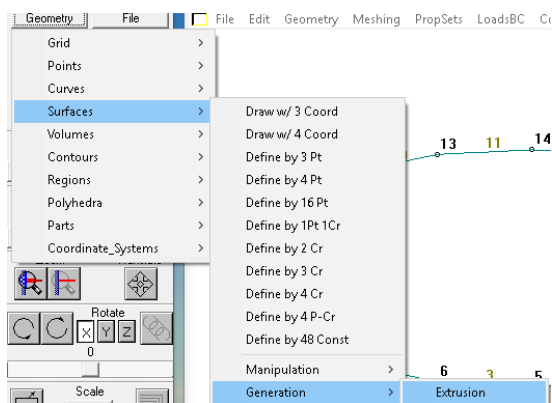 Geometry File File Edit Geometry Meshing PropSets LoadsBC
Grid >
Points >
Curves >
Surfaces >
Volumes >
Contours >
Regions >
Polyhedra >
Parts >
Coordinate_Systems >
Draw w/ 3 Coord
Draw w/ 4 Coord
Define by 3 Pt
Define by 4 Pt
Define by 16 Pt
Define by 1Pt 1Cr
Define by 2 Cr
Define by 3 Cr
Define by 4 Cr
Define by 4 P-Cr
Define by 48 Const
Manipulation >
Generation >
Extrusion
13 11 14
6 3 5
Rotate
X Y Z
0
Scale